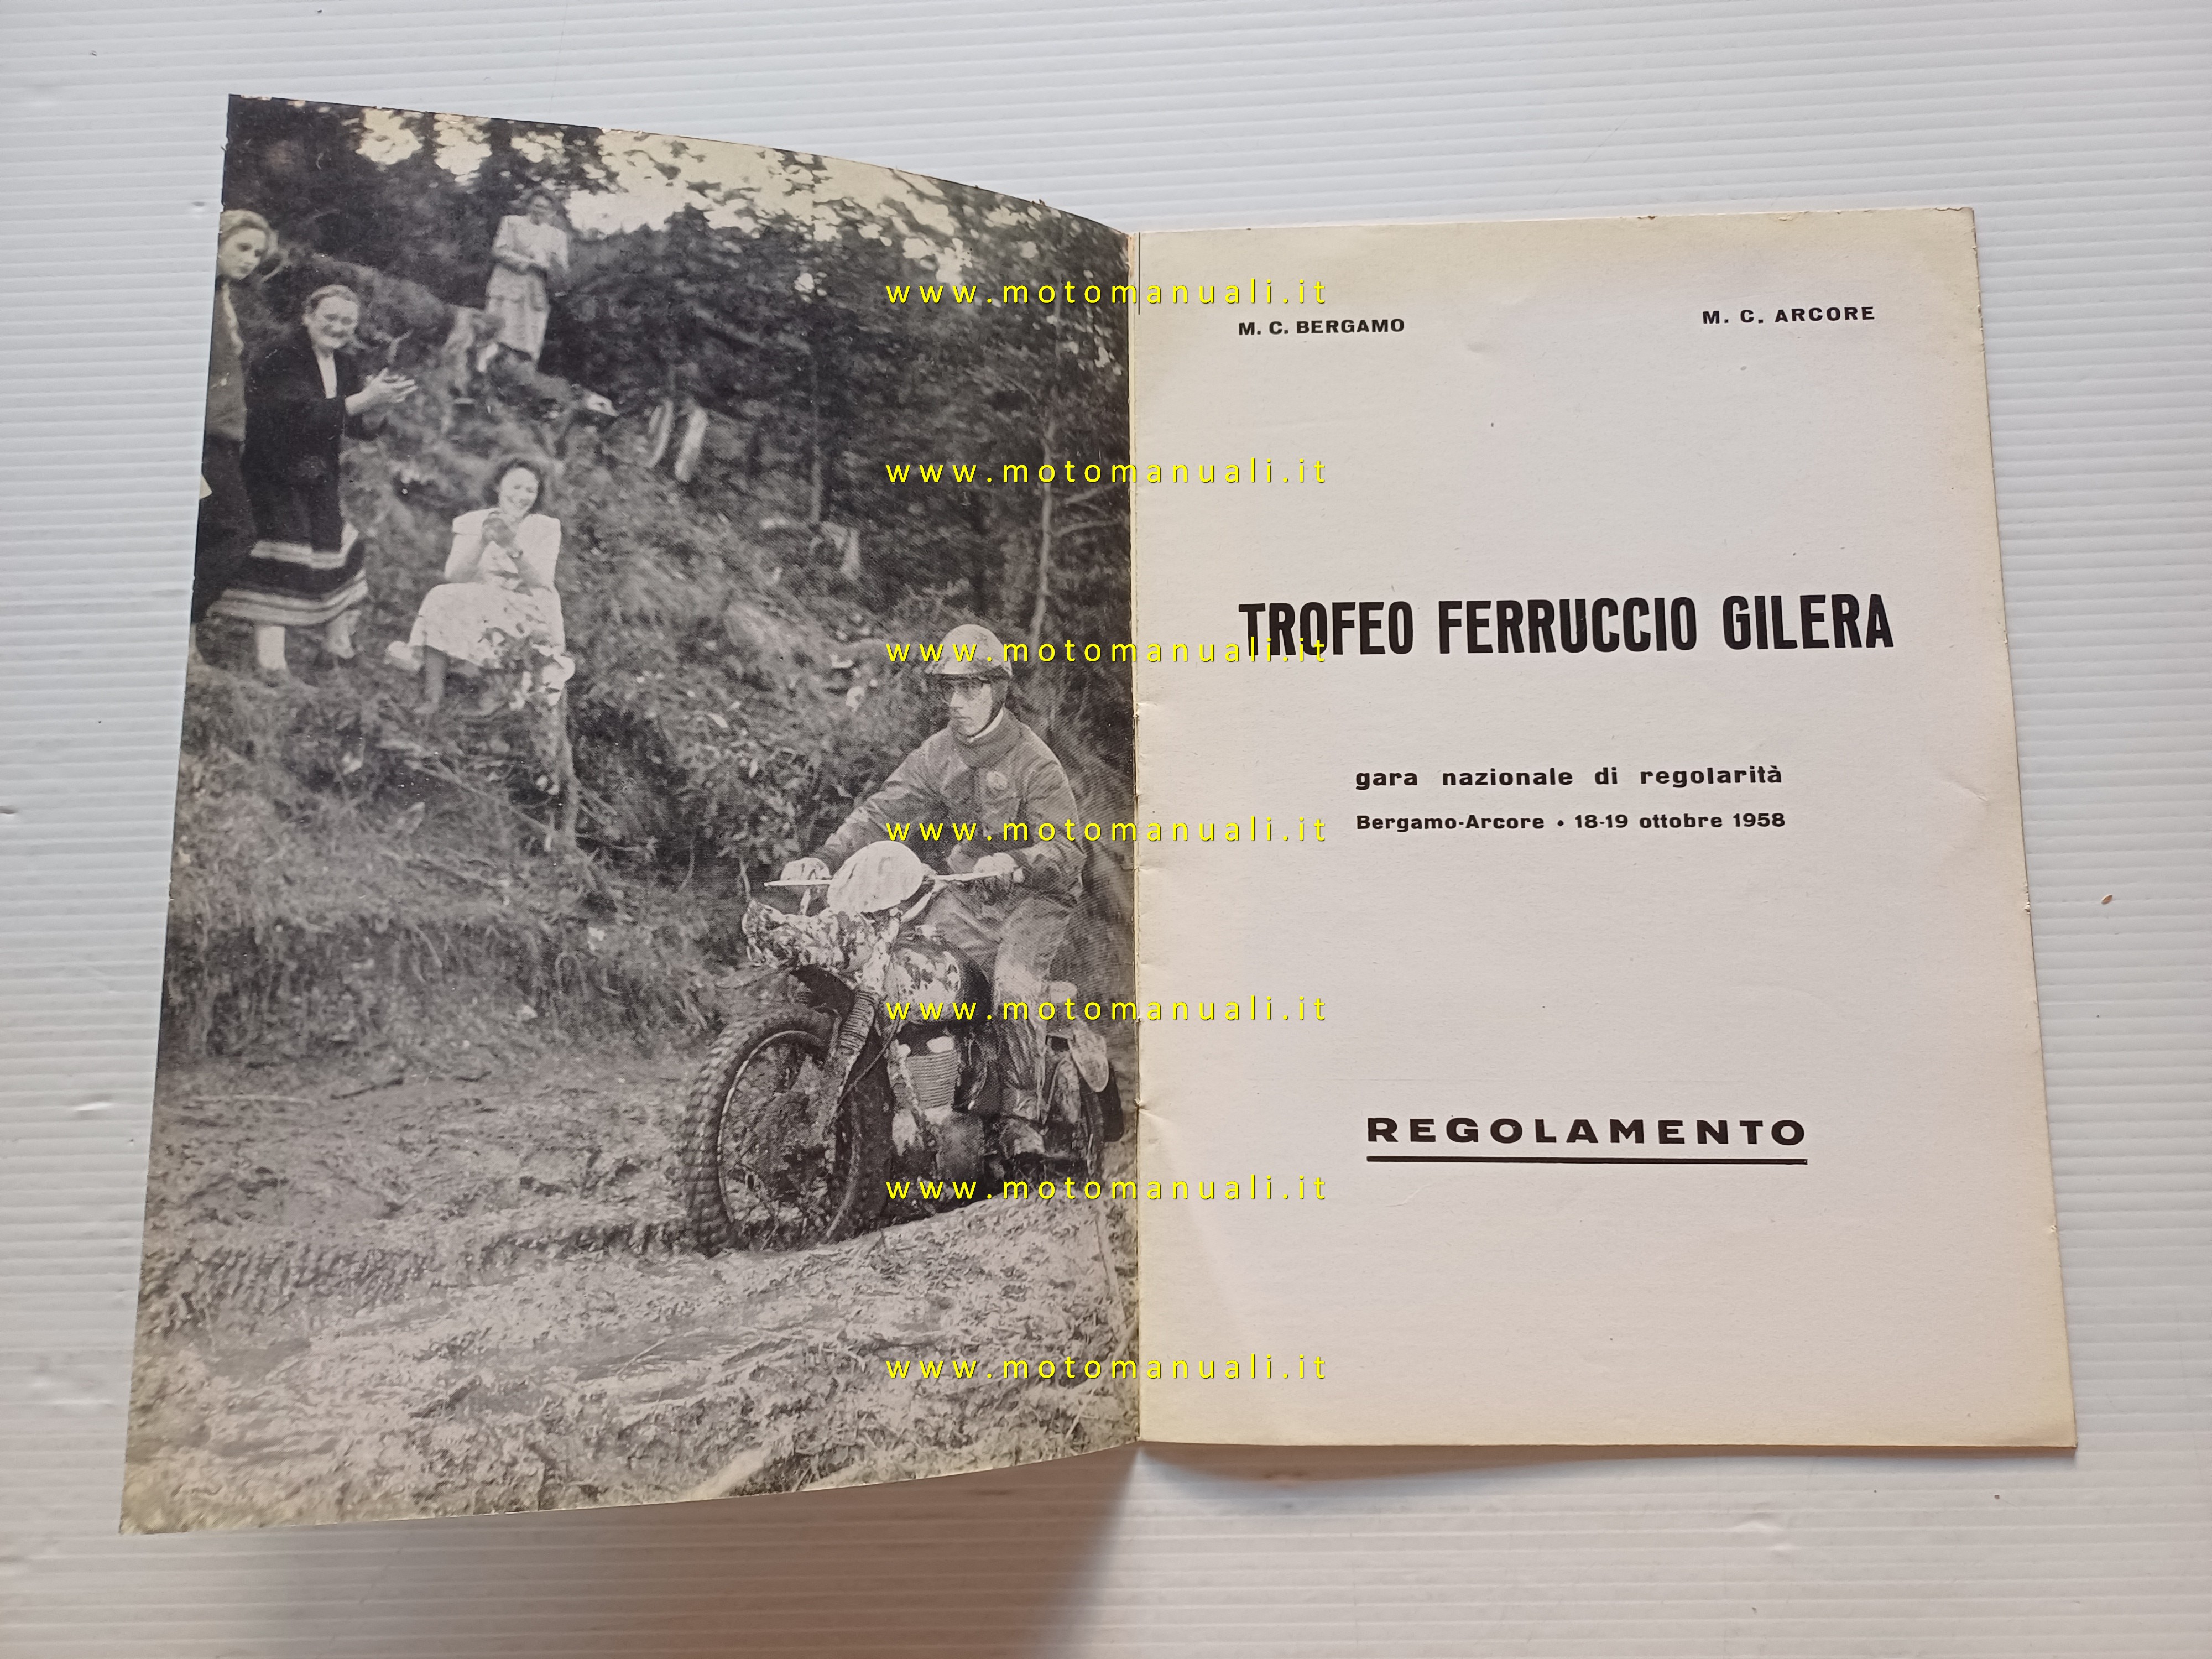 www.motomanuali.it
M. C. BERGAMO
M. C. ARCORE
www.motomanuali.it
TROFEO FERRUCCIO GILERA
www.motomanuali.it
gara nazionale di regolarità
Bergamo-Arcore • 18-19 ottobre 1958
www.motomanuali.it
www.motomanuali.it
REGOLAMENTO
www.motomanuali.it
www.motomanuali.it